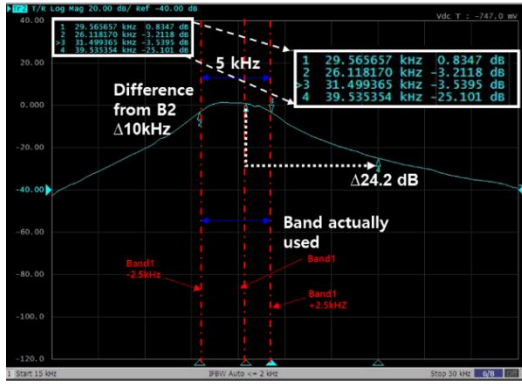 Tr2 T/R Log Mag 20.00 dB/ Ref -40.00 dB
Vdc T : -747.0 mV
40.00
1 29.565657 kHz 0.8347 dB
2 26.118170 kHz -3.2118 dB
>3 31.499365 kHz -3.5395 dB
4 39.535354 kHz -25.101 dB
1 29.565657 kHz 0.8347 dB
2 26.118170 kHz -3.2118 dB
>3 31.499365 kHz -3.5395 dB
4 39.535354 kHz -25.101 dB
20.00
5 kHz
Difference
from B2
Δ10kHz
0.000
-20.00
Δ24.2 dB
-40.00
Band actually
used
20.00
40.00
Band1
-2.5kHz
Band1
Band1
+2.5kHZ
-60.00
-80.00
-100.0
-120.0
1 Start 15 kHz
IFBW Auto <= 2 kHz
Stop 50 kHz